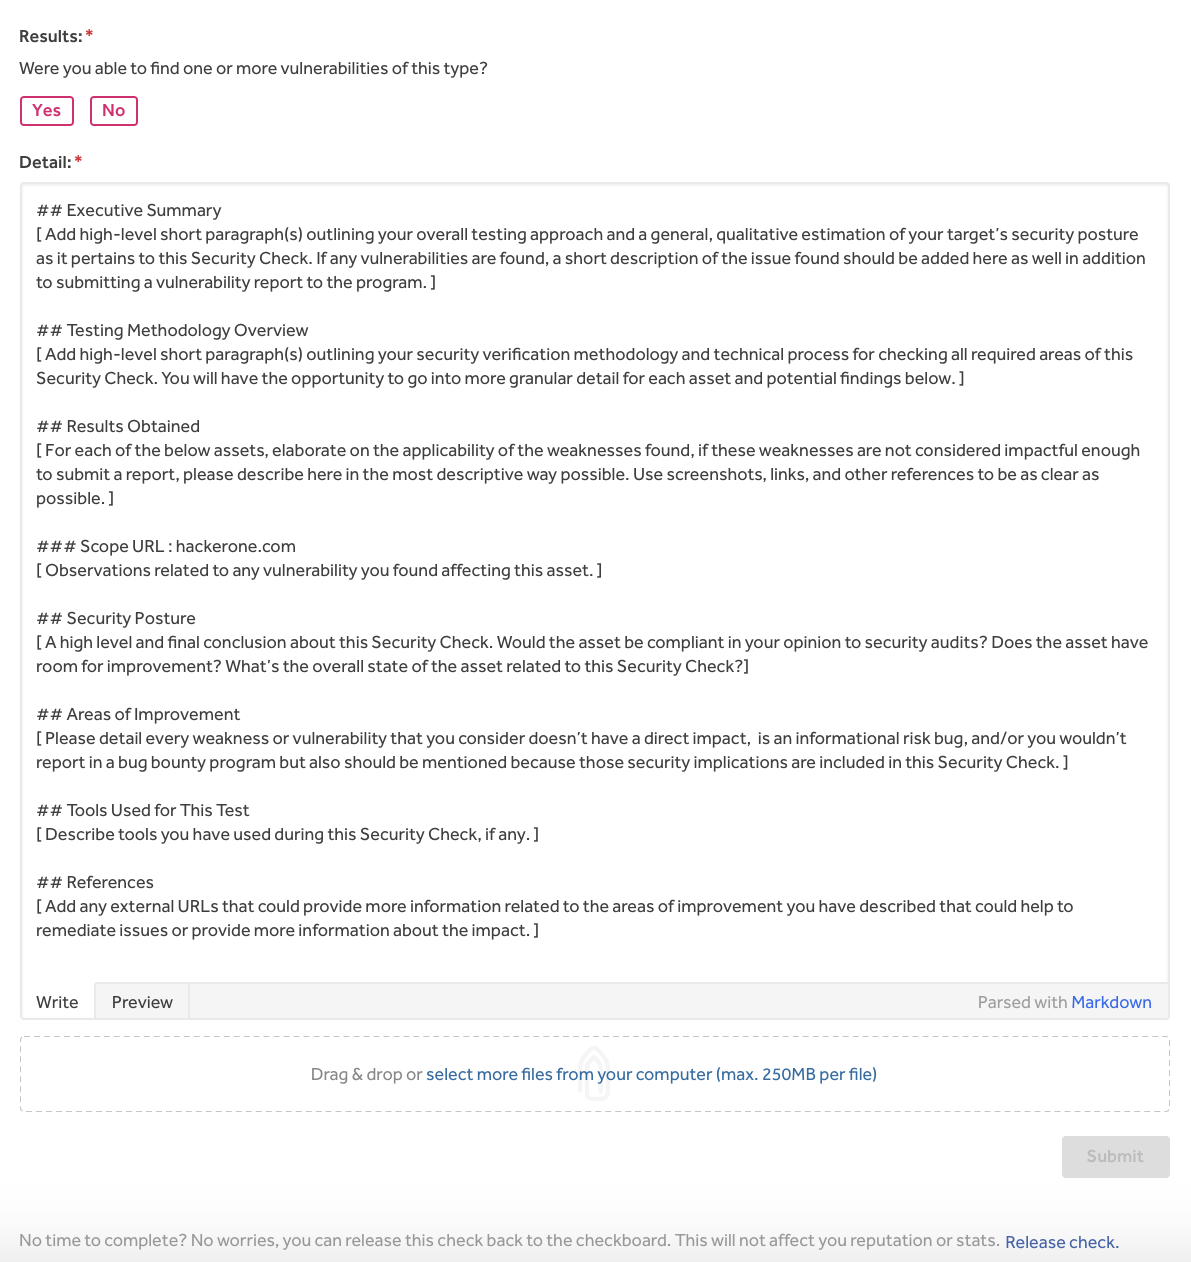 Results: *
Were you able to find one or more vulnerabilities of this type?
Yes No
Detail: *
## Executive Summary
[ Add high-level short paragraph(s) outlining your overall testing approach and a general, qualitative estimation of your target's security posture
as it pertains to this Security Check. If any vulnerabilities are found, a short description of the issue found should be added here as well in addition
to submitting a vulnerability report to the program. ]
## Testing Methodology Overview
[ Add high-level short paragraph(s) outlining your security verification methodology and technical process for checking all required areas of this
Security Check. You will have the opportunity to go into more granular detail for each asset and potential findings below. ]
## Results Obtained
[ For each of the below assets, elaborate on the applicability of the weaknesses found, if these weaknesses are not considered impactful enough
to submit a report, please describe here in the most descriptive way possible. Use screenshots, links, and other references to be as clear as
possible. ]
### Scope URL : hackerone.com
[ Observations related to any vulnerability you found affecting this asset. ]
## Security Posture
[ A high level and final conclusion about this Security Check. Would the asset be compliant in your opinion to security audits? Does the asset have
room for improvement? What's the overall state of the asset related to this Security Check?]
## Areas of Improvement
[ Please detail every weakness or vulnerability that you consider doesn't have a direct impact,  is an informational risk bug, and/or you wouldn't
report in a bug bounty program but also should be mentioned because those security implications are included in this Security Check. ]
## Tools Used for This Test
[ Describe tools you have used during this Security Check, if any. ]
## References
[ Add any external URLs that could provide more information related to the areas of improvement you have described that could help to
remediate issues or provide more information about the impact. ]
Write Preview Parsed with Markdown
Drag & drop or select more files from your computer (max. 250MB per file)
Submit
No time to complete? No worries, you can release this check back to the checkboard. This will not affect you reputation or stats. Release check.